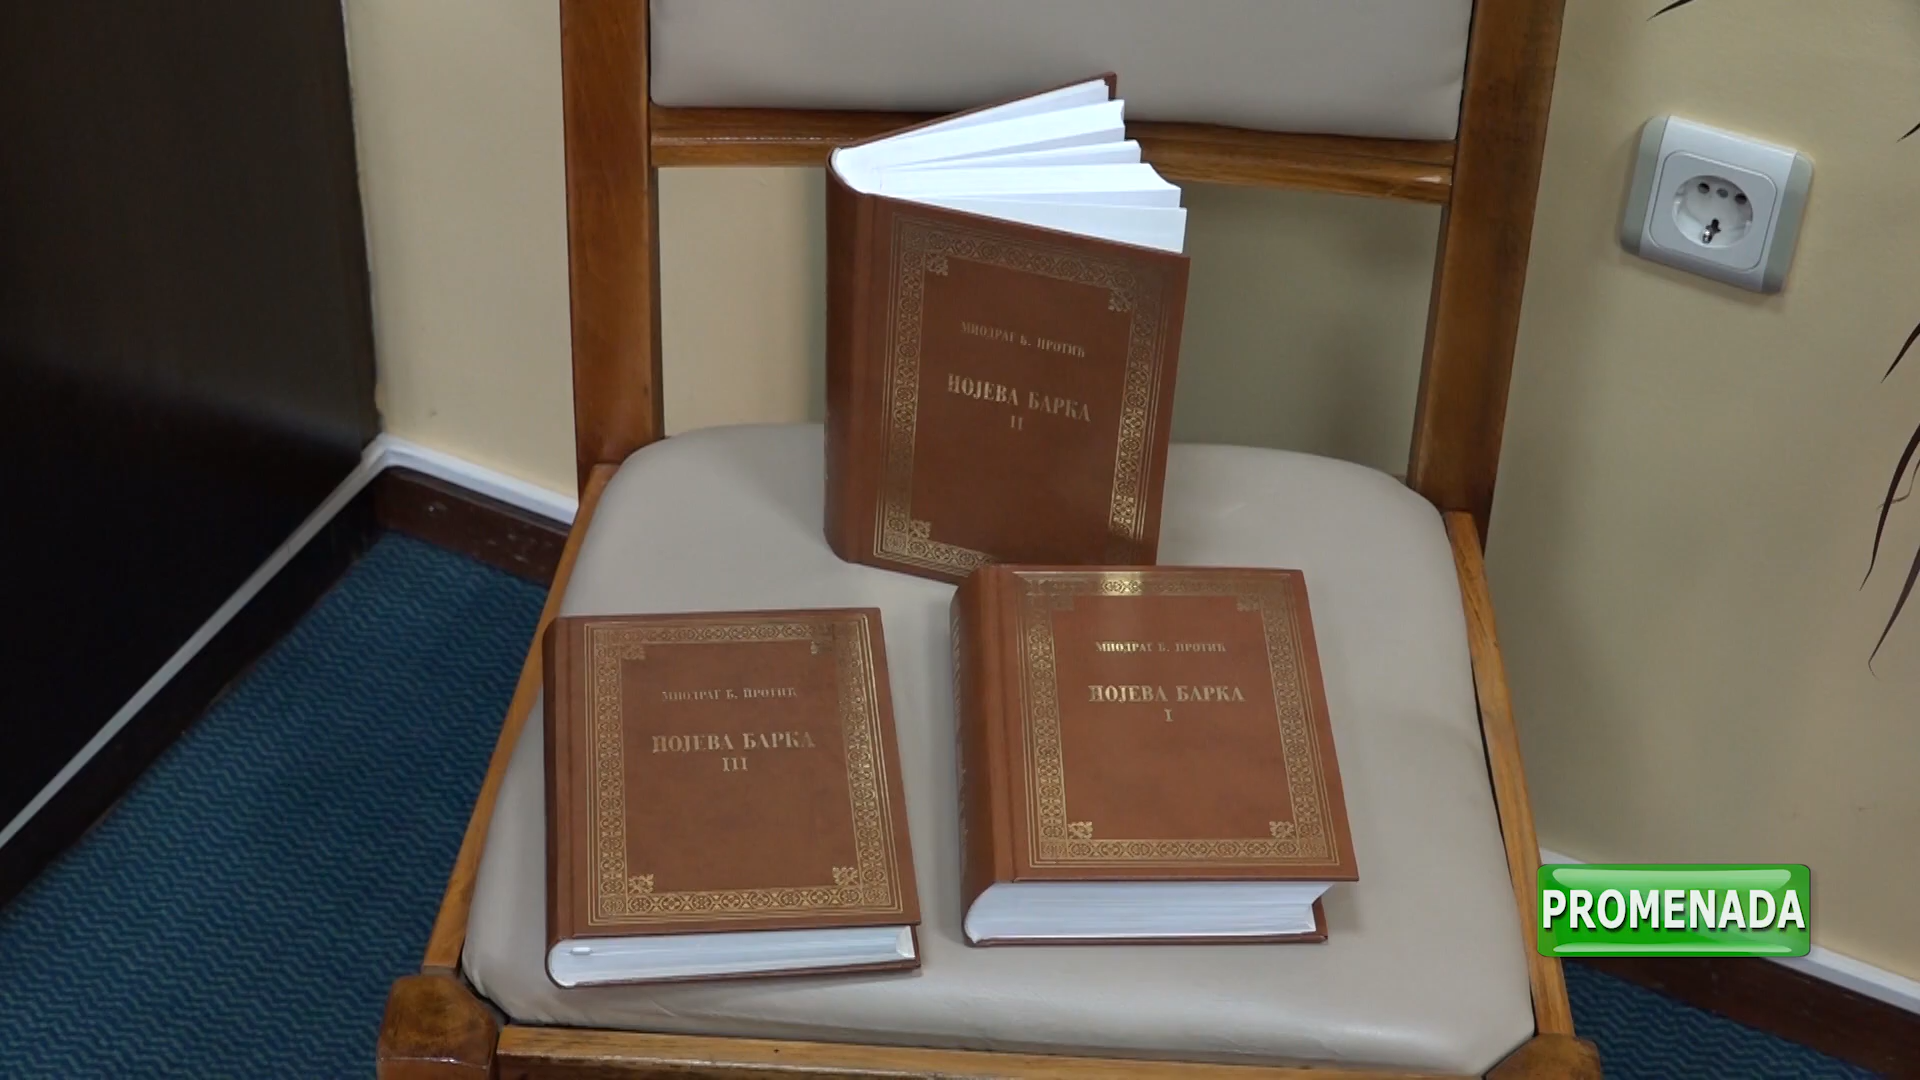 МИОДРАГ Б. ПРОТИЋ
НОЈЕВА БАРКА
II
МИОДРАГ Б. ПРОТИЋ
НОЈЕВА БАРКА
III
МИОДРАГ Б. ПРОТИЋ
НОЈЕВА БАРКА
I
PROMENADA